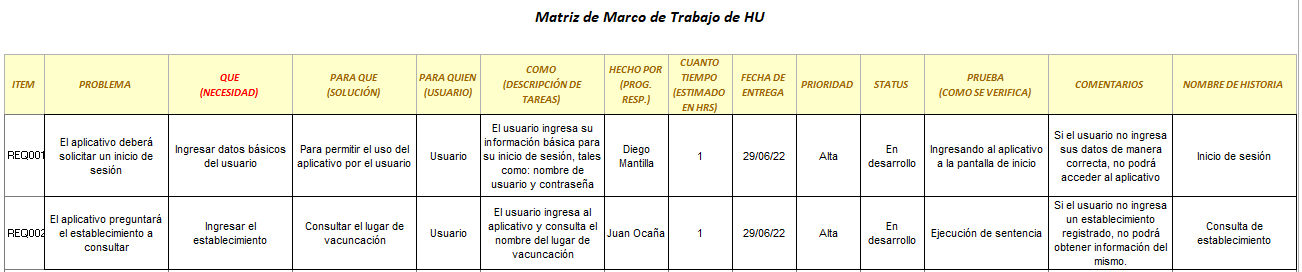 Matriz de Marco de Trabajo de HU
ITEM
PROBLEMA
QUE
(NECESIDAD)
PARA QUE
(SOLUCIÓN)
PARA QUIEN
(USUARIO)
COMO
(DESCRIPCIÓN DE
TAREAS)
HECHO POR
(PROG.
RESP.)
CUANTO
TIEMPO
(ESTIMADO
EN HRS)
FECHA DE
ENTREGA
PRIORIDAD
STATUS
PRUEBA
(COMO SE VERIFICA)
COMENTARIOS
NOMBRE DE HISTORIA
REQ001
El aplicativo deberá
solicitar un inicio de
sesión
Ingresar datos básicos
del usuario
Para permitir el uso del
aplicativo por el usuario
Usuario
El usuario ingresa su
información básica para
su inicio de sesión, tales
como: nombre de
usuario y contraseña
Diego
Mantilla
1
29/06/22
Alta
En
desarrollo
Ingresando al aplicativo
a la pantalla de inicio
Si el usuario no ingresa
sus datos de manera
correcta, no podrá
acceder al aplicativo
Inicio de sesión
REQ002
El aplicativo preguntará
el establecimiento a
consultar
Ingresar el
establecimiento
Consultar el lugar de
vacuncación
Usuario
El usuario ingresa al
aplicativo y consulta el
nombre del lugar de
vacuncación
Juan Ocaña
1
29/06/22
Alta
En
desarrollo
Ejecución de sentencia
Si el usuario no ingresa
un establecimiento
registrado, no podrá
obtener información del
mismo.
Consulta de
establecimiento